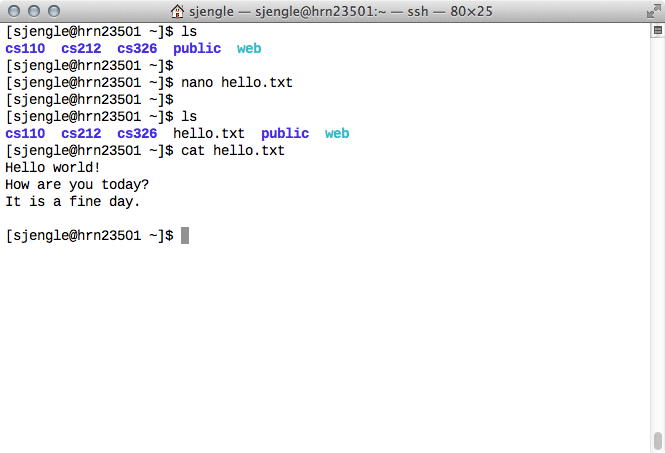 sjengle — sjengle@hrn23501:~ — ssh — 80×25
[sjengle@hrn23501 ~]$ ls
cs110  cs212  cs326  public  web
[sjengle@hrn23501 ~]$
[sjengle@hrn23501 ~]$ nano hello.txt
[sjengle@hrn23501 ~]$
[sjengle@hrn23501 ~]$ ls
cs110  cs212  cs326  hello.txt  public  web
[sjengle@hrn23501 ~]$ cat hello.txt
Hello world!
How are you today?
It is a fine day.
[sjengle@hrn23501 ~]$